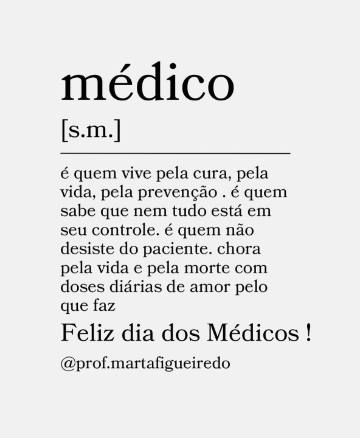 médico
[s.m.]
é quem vive pela cura, pela
vida, pela prevenção . é quem
sabe que nem tudo está em
seu controle. é quem não
desiste do paciente. chora
pela vida e pela morte com
doses diárias de amor pelo
que faz
Feliz dia dos Médicos !
@prof.martafigueiredo